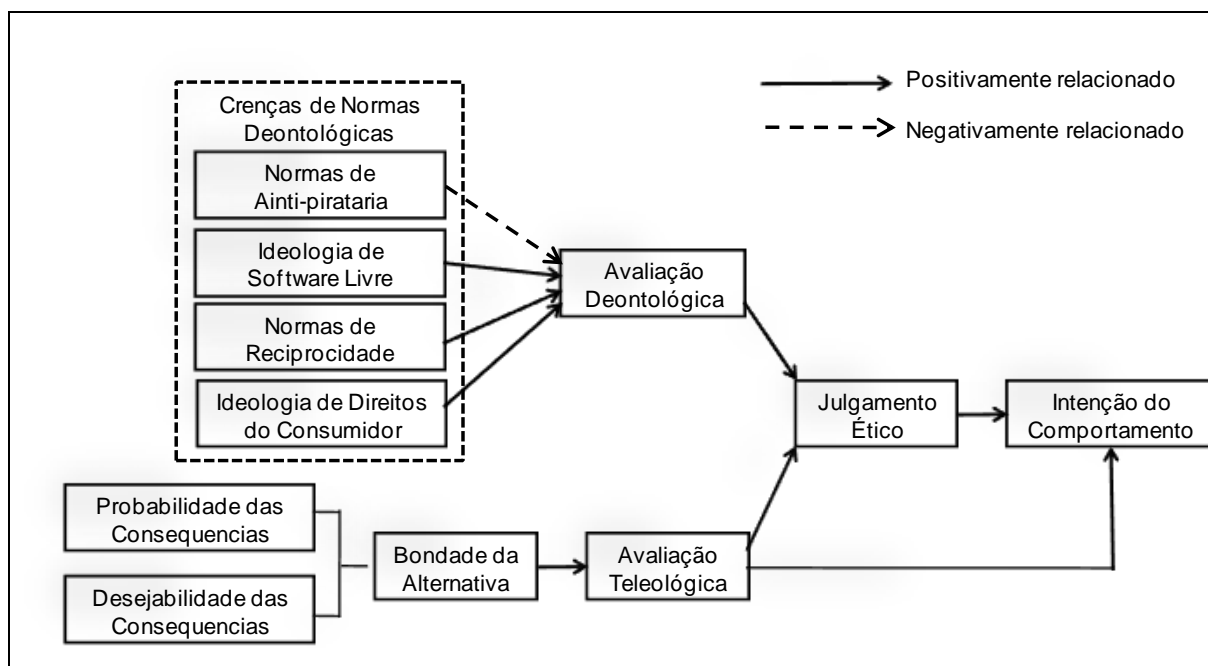 Positivamente relacionado
Negativamente relacionado
Crenças de Normas
Deontológicas
Normas de
Ainti-pirataria
Ideologia de
Software Livre
Normas de
Reciprocidade
Ideologia de Direitos
do Consumidor
Avaliação
Deontológica
Julgamento
Ético
Intenção do
Comportamento
Probabilidade das
Consequencias
Desejabilidade das
Consequencias
Bondade da
Alternativa
Avaliação
Teleológica